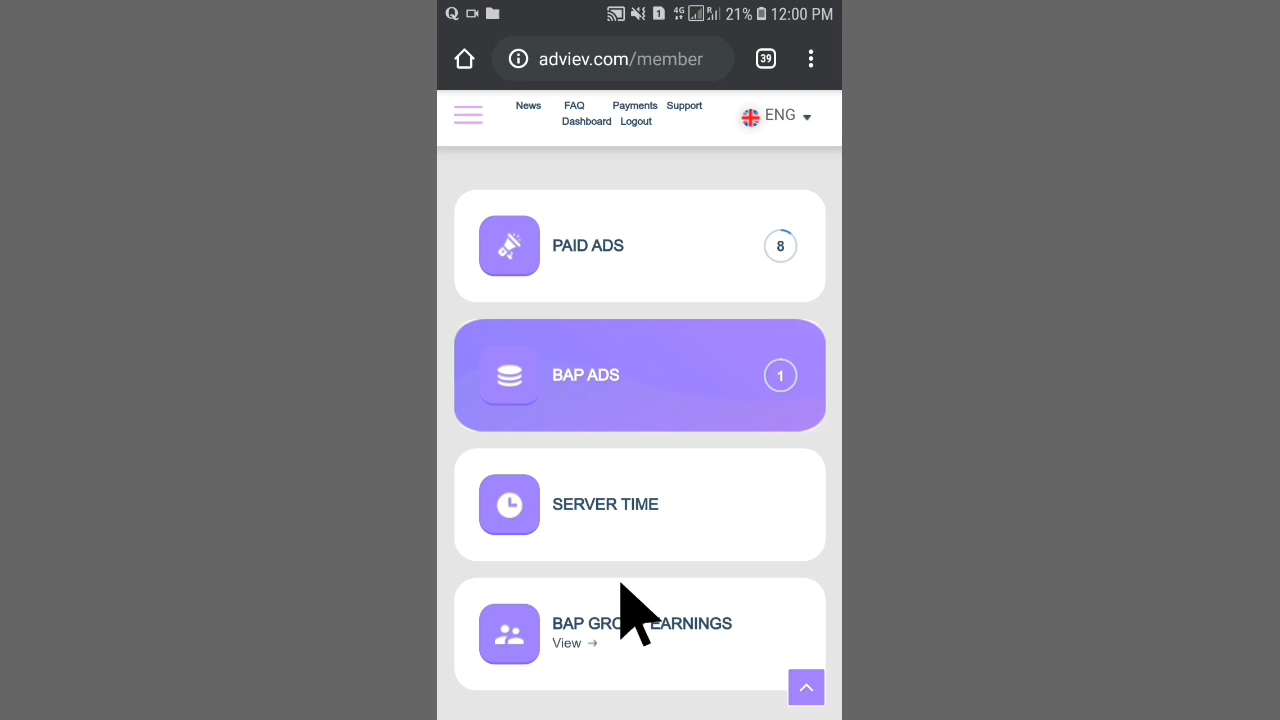 21% 12:00 PM
adviev.com/member
39
News FAQ Payments Support
Dashboard Logout
ENG
PAID ADS
8
BAP ADS
1
SERVER TIME
EARNINGS
BAP
View →